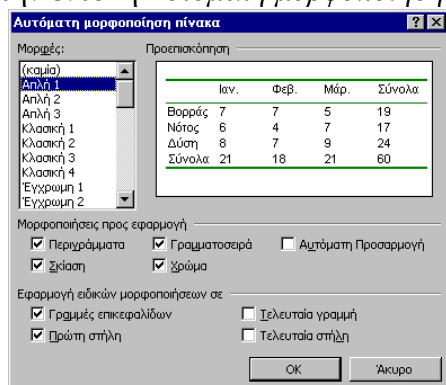 Αυτόματη μορφοποίηση πίνακα
Μορφές:
Προεπισκόπηση
(καμία)
Απλή 1
Απλή 2
Απλή 3
Κλασική 1
Κλασική 2
Κλασική 3
Κλασική 4
Έγχρωμη 1
Έγχρωμη 2
Ιαν. Φεβ. Μάρ. Σύνολα
Βορράς 7 7 5 19
Νότος 6 4 7 17
Δύση 8 7 9 24
Σύνολα 21 18 21 60
Μορφοποιήσεις προς εφαρμογή
Περιγράμματα Γραμματοσειρά Αυτόματη Προσαρμογή
Σκίαση Χρώμα
Εφαρμογή ειδικών μορφοποιήσεων σε
Γραμμές επικεφαλίδων Τελευταία γραμμή
Πρώτη στήλη Τελευταία στήλη
OK Άκυρο